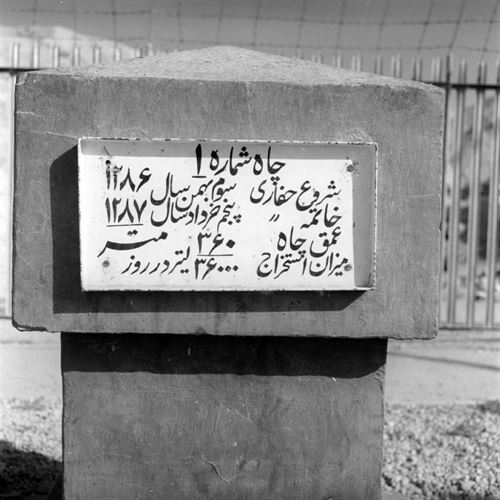 چاه شماره ۱
شروع حفاری سوم بهمن سال ۱۲۸۶
خاتمه " پنجم خرداد سال ۱۲۸۷
عمق چاه ۳۶۰ متر
میزان استخراج ۳۶۰۰۰ لیتر در روز